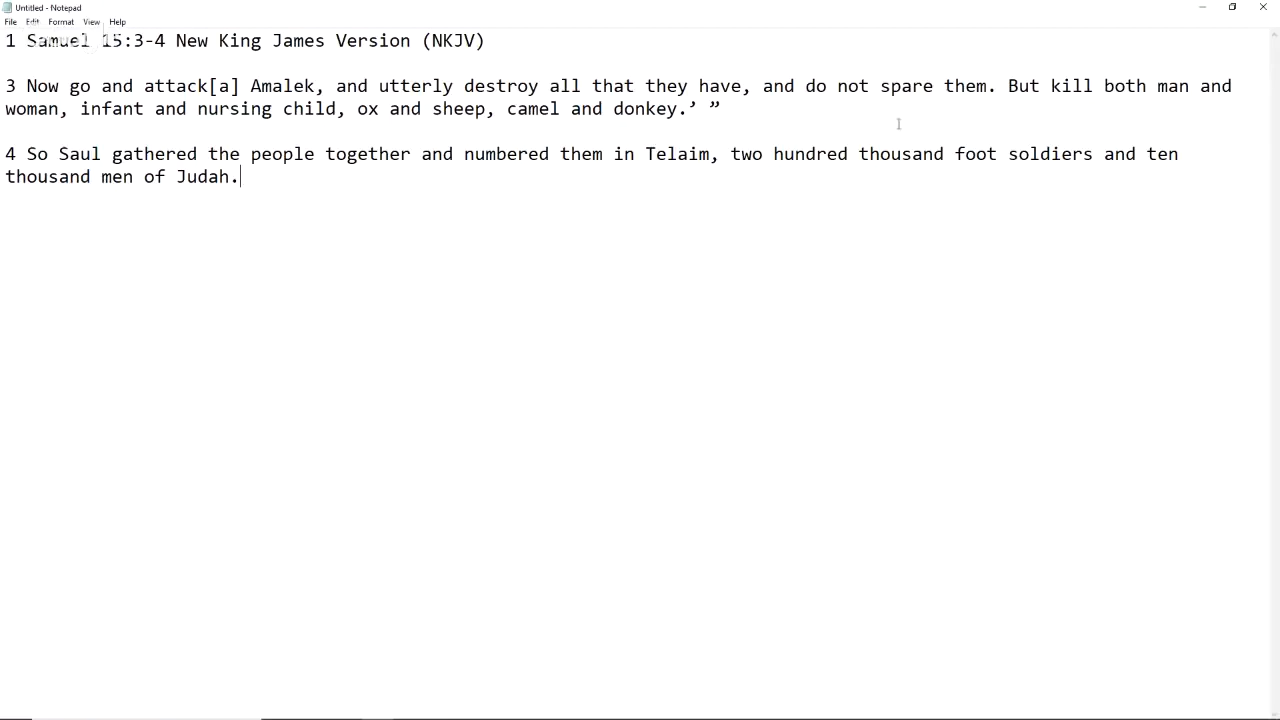 Untitled - Notepad
File Edit Format View Help
1 Samuel 15:3-4 New King James Version (NKJV)
3 Now go and attack[a] Amalek, and utterly destroy all that they have, and do not spare them. But kill both man and
woman, infant and nursing child, ox and sheep, camel and donkey.’ ”
4 So Saul gathered the people together and numbered them in Telaim, two hundred thousand foot soldiers and ten
thousand men of Judah.